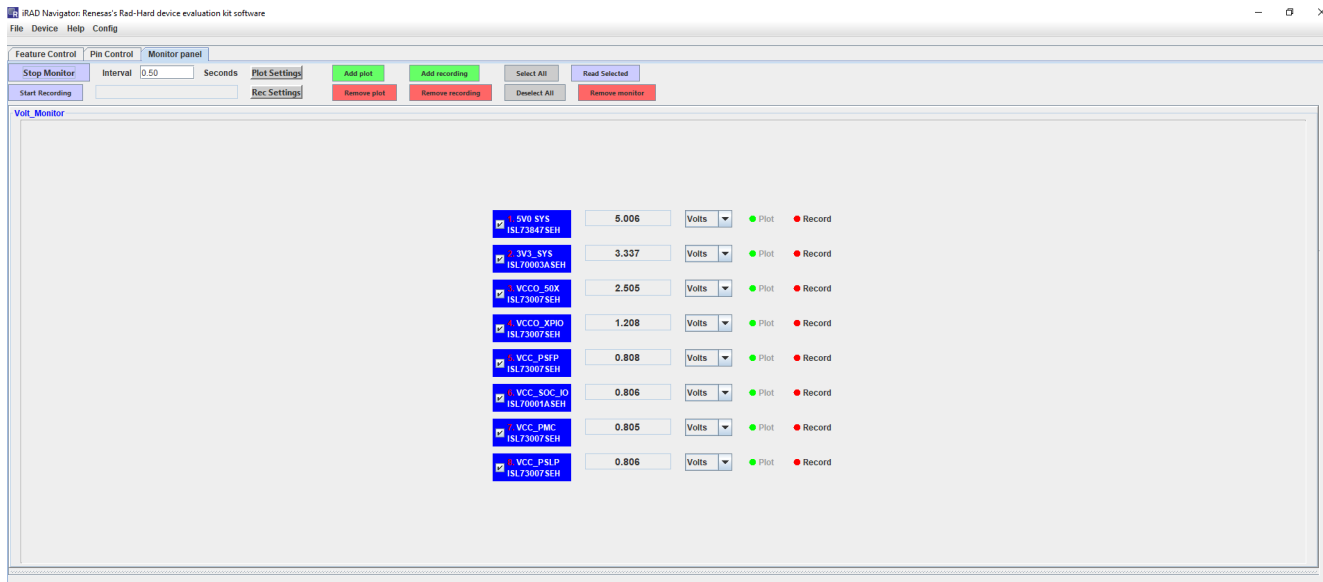 iRAD Navigator: Renesas's Rad-Hard device evaluation kit software
File Device Help Config
Feature Control Pin Control Monitor panel
Stop Monitor Interval 0.50 Seconds Plot Settings Add plot Add recording Select All Read Selected
Start Recording Rec Settings Remove plot Remove recording Deselect All Remove monitor
Volt_Monitor
1. 5V0 SYS
ISL73847SEH 5.006 Volts Plot Record
2. 3V3_SYS
ISL70003ASEH 3.337 Volts Plot Record
3. VCCO_50X
ISL73007SEH 2.505 Volts Plot Record
4. VCCO_XPIO
ISL73007SEH 1.208 Volts Plot Record
5. VCC_PSFP
ISL73007SEH 0.808 Volts Plot Record
6. VCC_SOC_IO
ISL70001ASEH 0.806 Volts Plot Record
7. VCC_PMC
ISL73007SEH 0.805 Volts Plot Record
8. VCC_PSLP
ISL73007SEH 0.806 Volts Plot Record